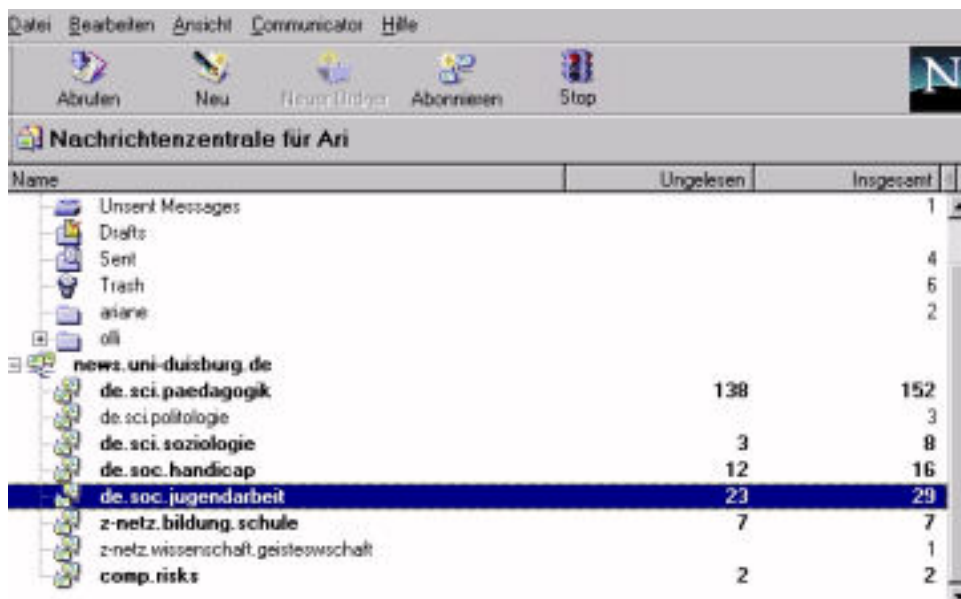 Datei Bearbeiten Ansicht Communicator Hilfe
Abrufen Neu Neuer Ordner Abonnieren Stop
N
Nachrichtenzentrale für Ari
Name Ungelesen Insgesamt
Unsent Messages 1
Drafts
Sent 4
Trash 6
ariane 2
olli
news.uni-duisburg.de
de.sci.paedagogik 138 152
de.sci.politologie 3
de.sci.soziologie 3 8
de.soc.handicap 12 16
de.soc.jugendarbeit 23 29
z-netz.bildung.schule 7 7
z-netz.wissenschaft.geisteswschaft 1
comp.risks 2 2